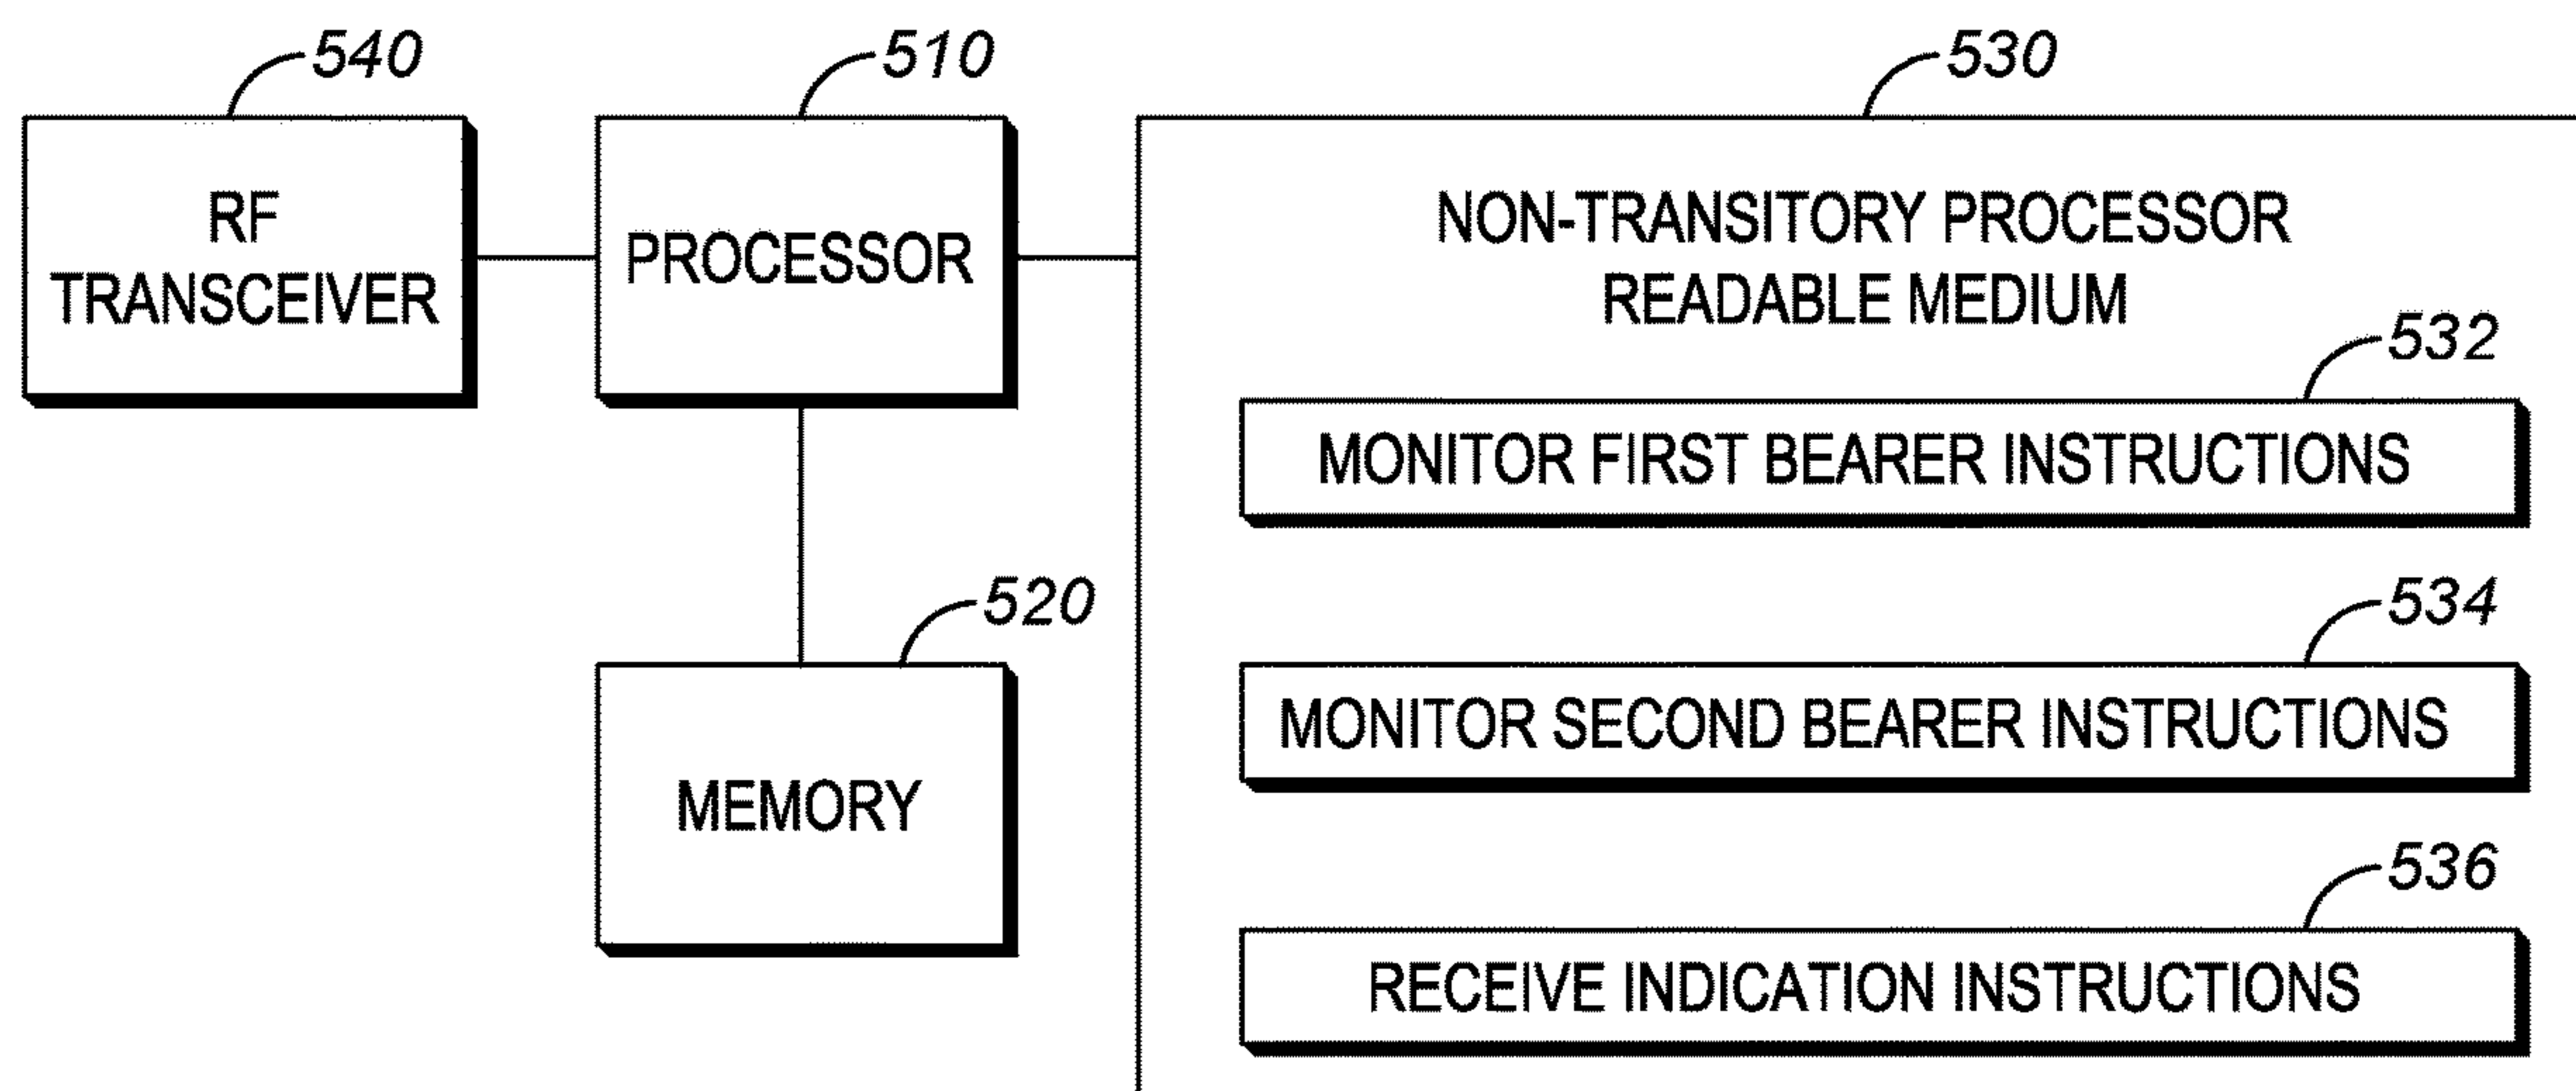 540
510
530
RF
TRANSCEIVER
PROCESSOR
NON-TRANSITORY PROCESSOR
READABLE MEDIUM
532
MONITOR FIRST BEARER INSTRUCTIONS
520
534
MEMORY
MONITOR SECOND BEARER INSTRUCTIONS
536
RECEIVE INDICATION INSTRUCTIONS